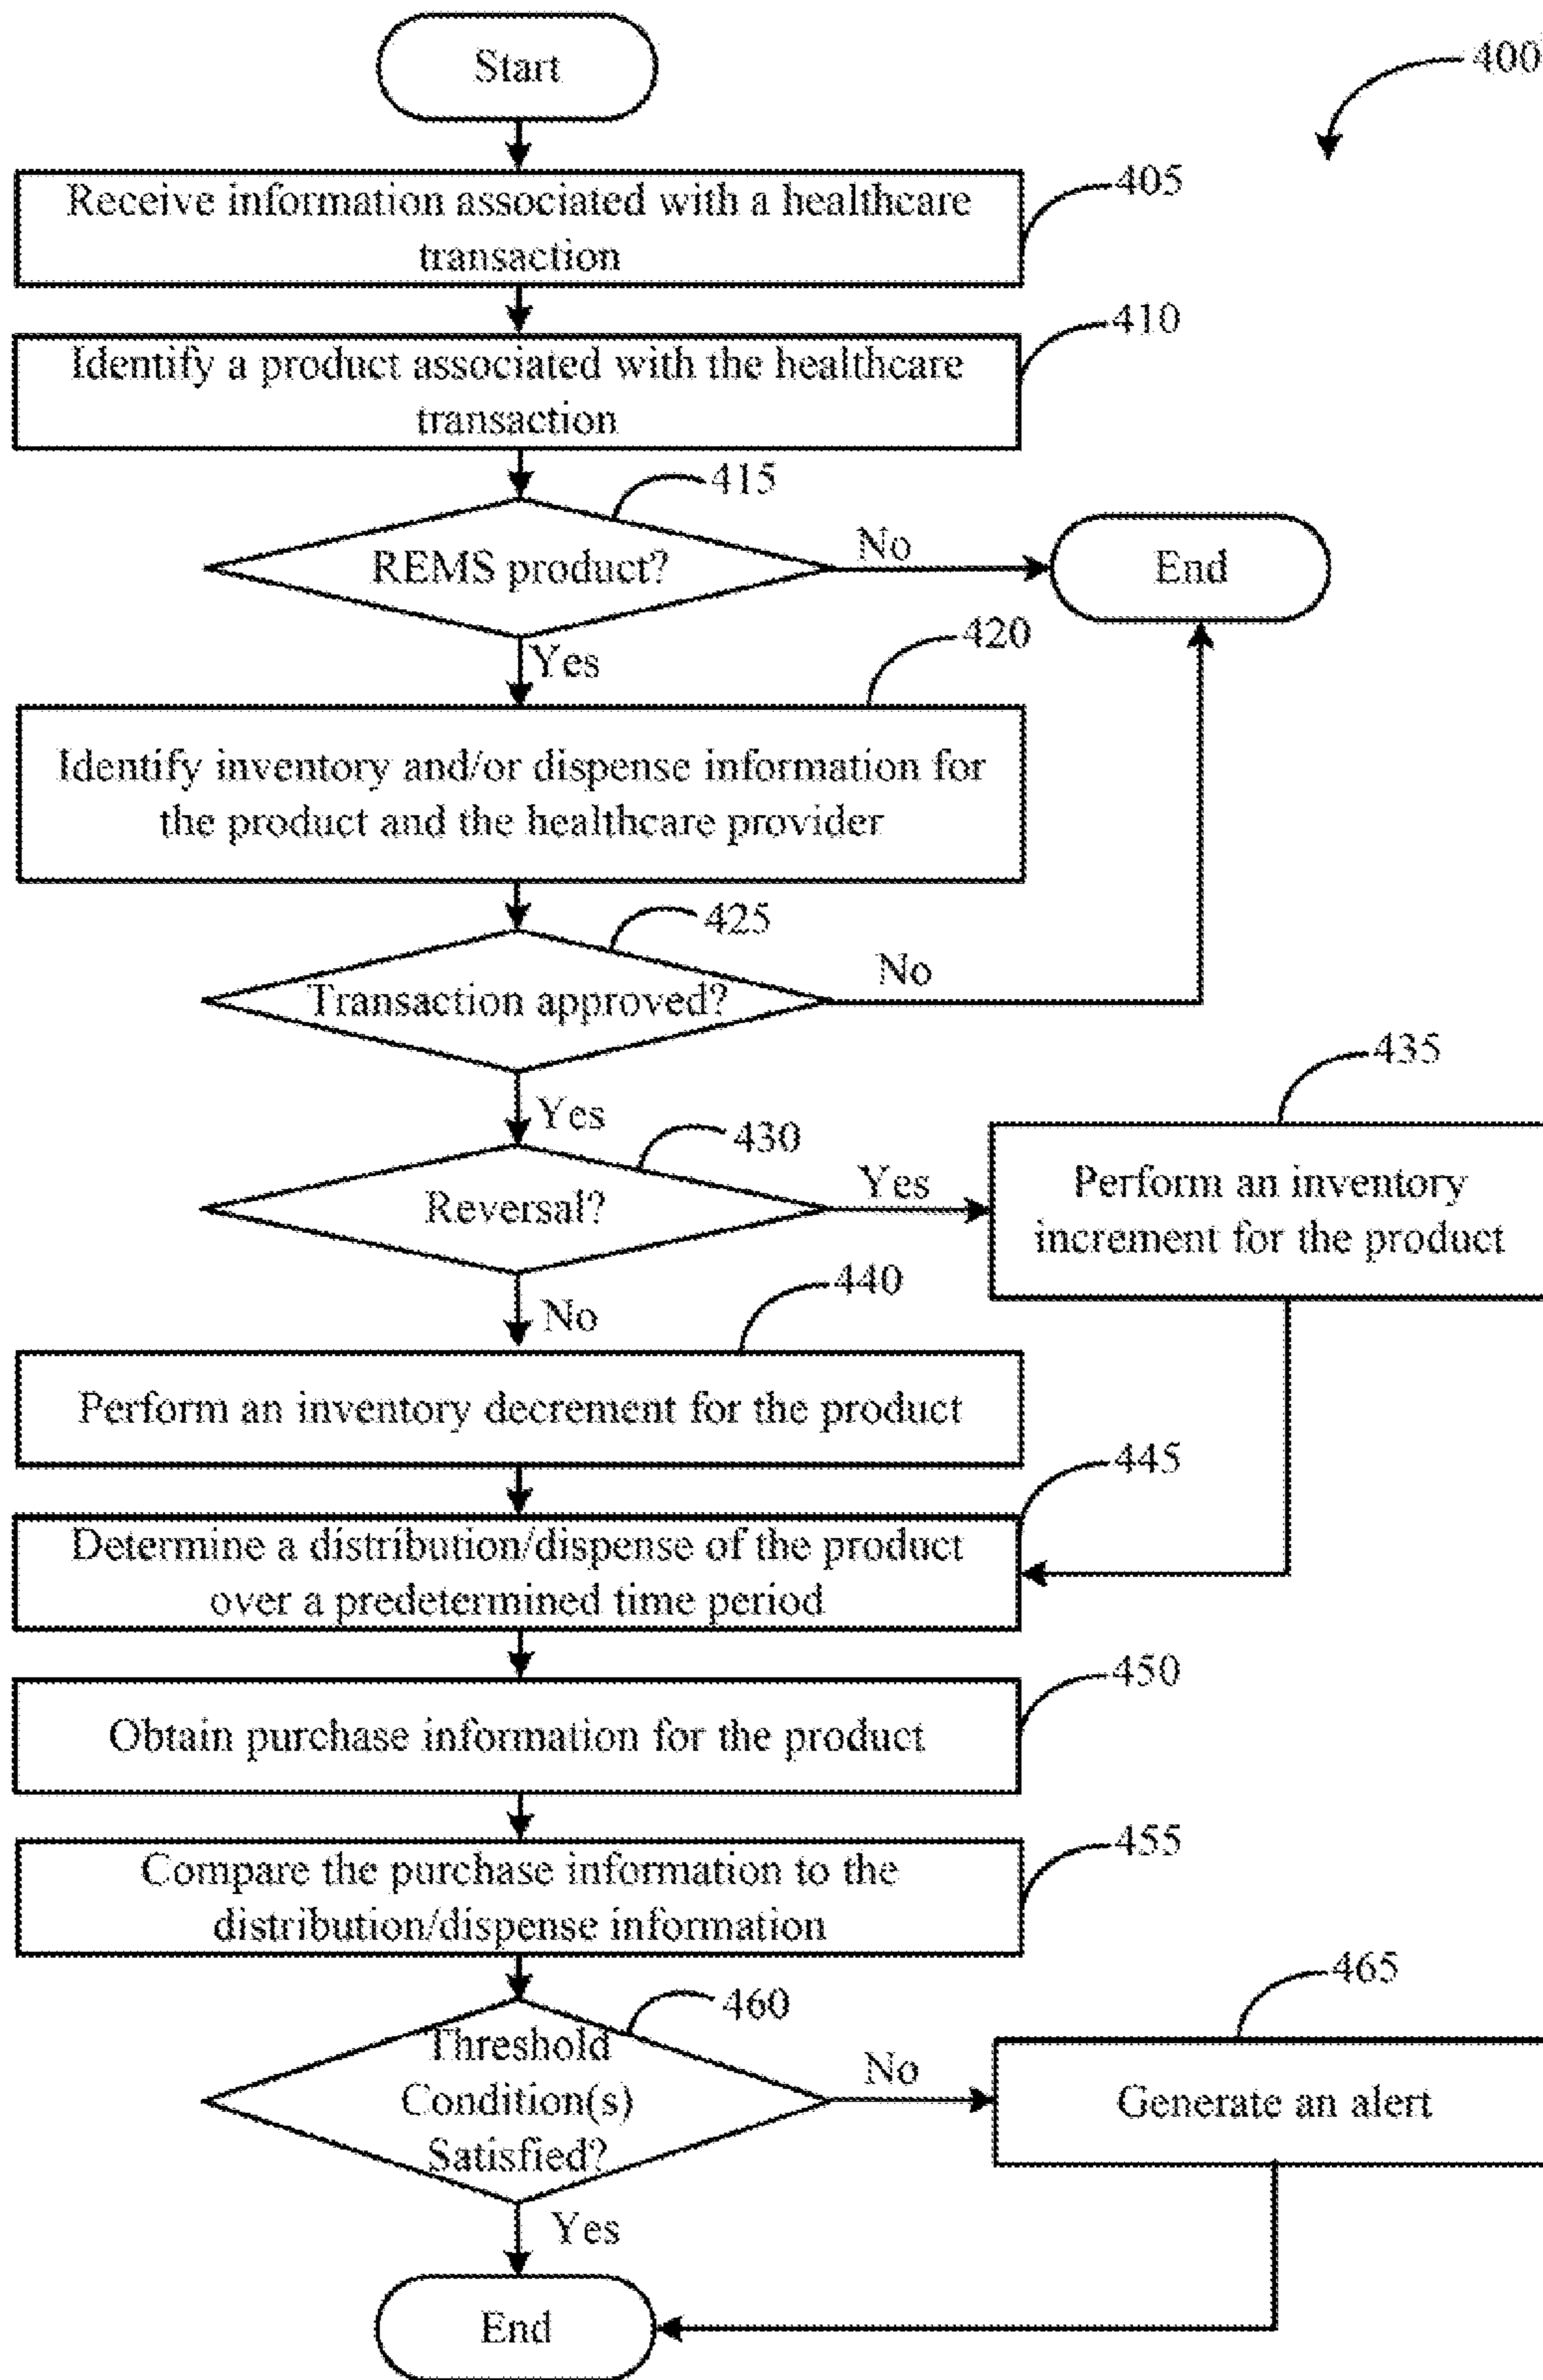 Start
400
Receive information associated with a healthcare
transaction
405
Identify a product associated with the healthcare
transaction
410
415
REMS product?
No
End
Yes
420
Identify inventory and/or dispense information for
the product and the healthcare provider
425
Transaction approved?
No
Yes
430
Reversal?
Yes
435
Perform an inventory
increment for the product
No
440
Perform an inventory decrement for the product
445
Determine a distribution/dispense of the product
over a predetermined time period
450
Obtain purchase information for the product
455
Compare the purchase information to the
distribution/dispense information
460
Threshold
Condition(s)
Satisfied?
No
465
Generate an alert
Yes
End